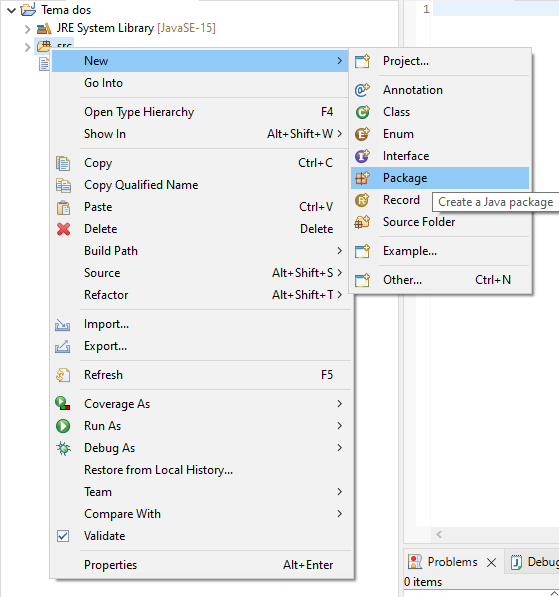 Tema dos
JRE System Library [JavaSE-15]
src
New
Go Into
Open Type Hierarchy F4
Show In Alt+Shift+W
Copy Ctrl+C
Copy Qualified Name
Paste Ctrl+V
Delete Delete
Build Path
Source Alt+Shift+S
Refactor Alt+Shift+T
Import...
Export...
Refresh F5
Coverage As
Run As
Debug As
Restore from Local History...
Team
Compare With
Validate
Properties Alt+Enter
Project...
Annotation
Class
Enum
Interface
Package
Record
Create a Java package
Source Folder
Example...
Other... Ctrl+N
1
Problems
Debug
0 items